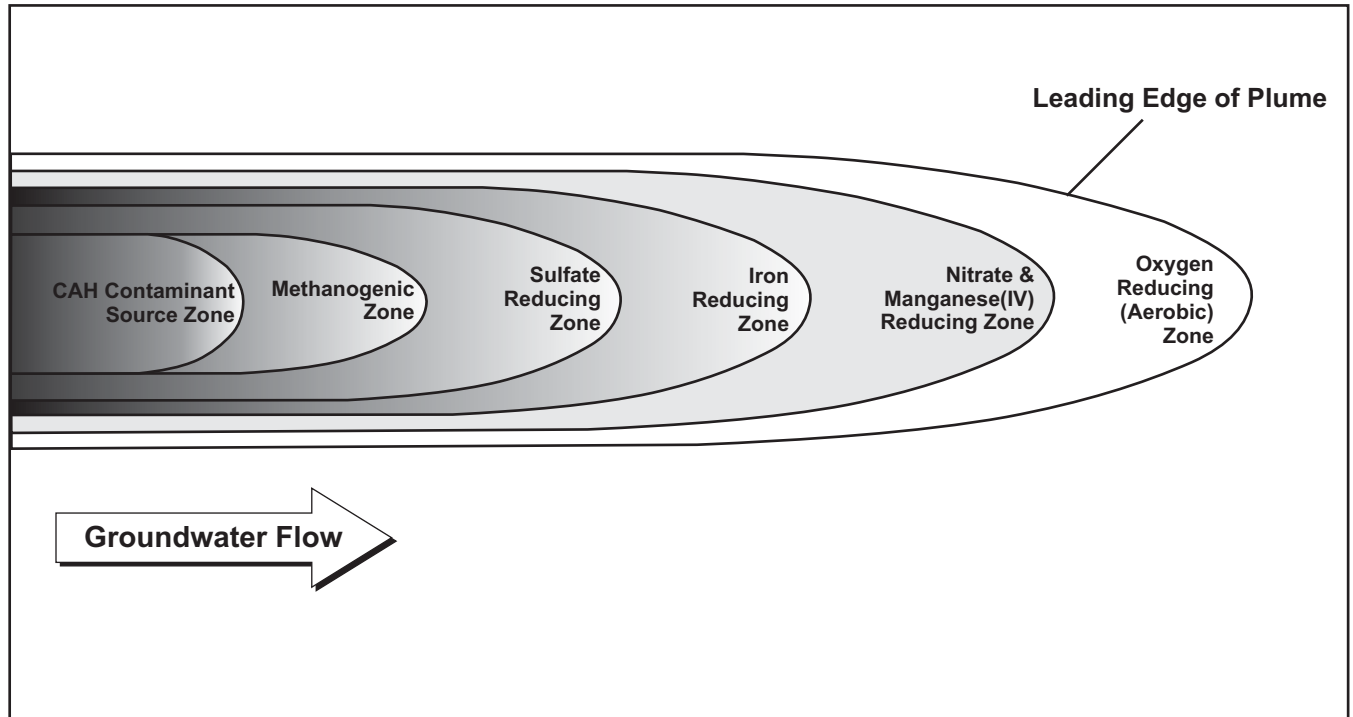 Leading Edge of Plume
CAH Contaminant
Source Zone
Methanogenic
Zone
Sulfate
Reducing
Zone
Iron
Reducing
Zone
Nitrate &
Manganese(IV)
Reducing Zone
Oxygen
Reducing
(Aerobic)
Zone
Groundwater Flow